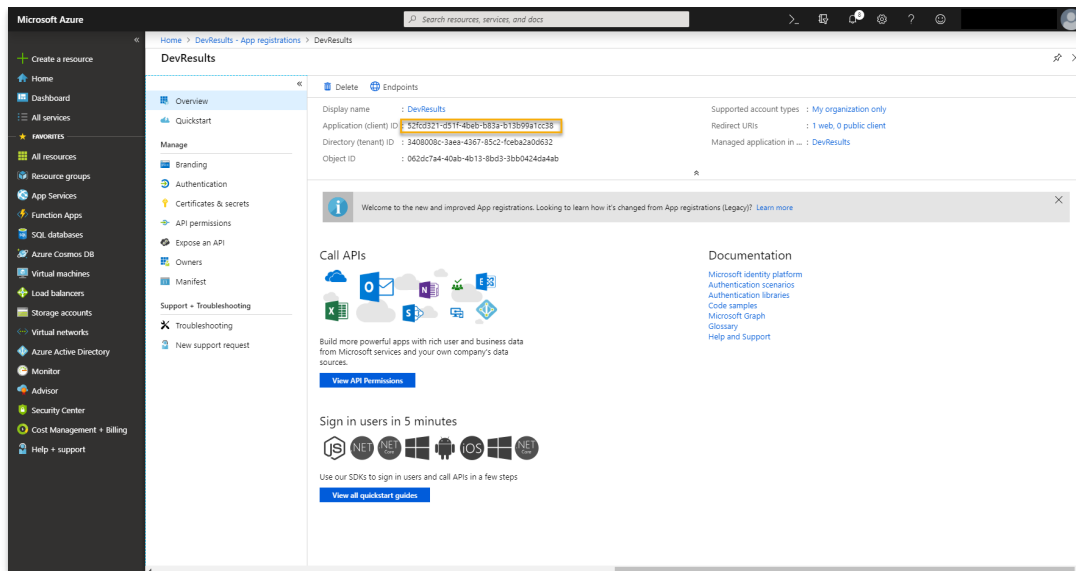 Microsoft Azure
Search resources, services, and docs
8
Home > DevResults - App registrations > DevResults
DevResults
Create a resource
Home
Dashboard
All services
FAVORITES
All resources
Resource groups
App Services
Function Apps
SQL databases
Azure Cosmos DB
Virtual machines
Load balancers
Storage accounts
Virtual networks
Azure Active Directory
Monitor
Advisor
Security Center
Cost Management + Billing
Help + support
Overview
Quickstart
Manage
Branding
Authentication
Certificates & secrets
API permissions
Expose an API
Owners
Manifest
Support + Troubleshooting
Troubleshooting
New support request
Delete Endpoints
Display name : DevResults
Application (client) ID : 52fcd321-d51f-4beb-b83a-b13b99a1cc38
Directory (tenant) ID : 3408008c-3aea-4367-85c2-fceba2a0d632
Object ID : 062dc7a4-40ab-4b13-8bd3-3bb0424da4ab
Supported account types : My organization only
Redirect URIs : 1 web, 0 public client
Managed application in ... : DevResults
Welcome to the new and improved App registrations. Looking to learn how it's changed from App registrations (Legacy)? Learn more
Call APIs
Build more powerful apps with rich user and business data
from Microsoft services and your own company's data
sources.
View API Permissions
Sign in users in 5 minutes
JS NET NET Core iOS NET Core
Use our SDKs to sign in users and call APIs in a few steps
View all quickstart guides
Documentation
Microsoft identity platform
Authentication scenarios
Authentication libraries
Code samples
Microsoft Graph
Glossary
Help and Support